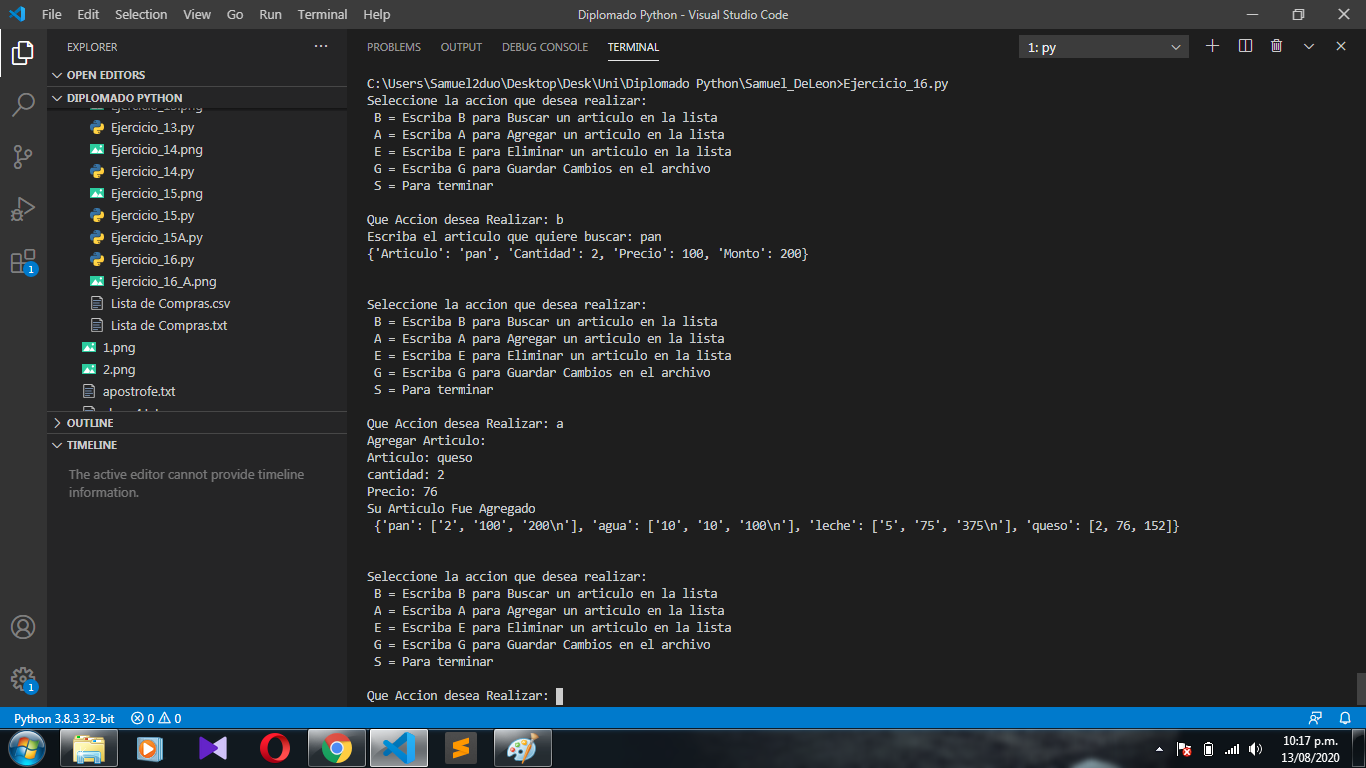 File Edit Selection View Go Run Terminal Help
Diplomado Python - Visual Studio Code
EXPLORER
OPEN EDITORS
DIPLOMADO PYTHON
Ejercicio_13.py
Ejercicio_14.png
Ejercicio_14.py
Ejercicio_15.png
Ejercicio_15.py
Ejercicio_15A.py
Ejercicio_16.py
Ejercicio_16_A.png
Lista de Compras.csv
Lista de Compras.txt
1.png
2.png
apostrofe.txt
OUTLINE
TIMELINE
The active editor cannot provide timeline
information.
1
1
PROBLEMS OUTPUT DEBUG CONSOLE TERMINAL
1: py
C:\Users\Samuel2duo\Desktop\Desk\Uni\Diplomado Python\Samuel_DeLeon>Ejercicio_16.py
Seleccione la accion que desea realizar:
B = Escriba B para Buscar un articulo en la lista
A = Escriba A para Agregar un articulo en la lista
E = Escriba E para Eliminar un articulo en la lista
G = Escriba G para Guardar Cambios en el archivo
S = Para terminar
Que Accion desea Realizar: b
Escriba el articulo que quiere buscar: pan
{'Articulo': 'pan', 'Cantidad': 2, 'Precio': 100, 'Monto': 200}
Seleccione la accion que desea realizar:
B = Escriba B para Buscar un articulo en la lista
A = Escriba A para Agregar un articulo en la lista
E = Escriba E para Eliminar un articulo en la lista
G = Escriba G para Guardar Cambios en el archivo
S = Para terminar
Que Accion desea Realizar: a
Agregar Articulo:
Articulo: queso
cantidad: 2
Precio: 76
Su Articulo Fue Agregado
{'pan': ['2', '100', '200\n'], 'agua': ['10', '10', '100\n'], 'leche': ['5', '75', '375\n'], 'queso': [2, 76, 152]}
Seleccione la accion que desea realizar:
B = Escriba B para Buscar un articulo en la lista
A = Escriba A para Agregar un articulo en la lista
E = Escriba E para Eliminar un articulo en la lista
G = Escriba G para Guardar Cambios en el archivo
S = Para terminar
Que Accion desea Realizar:
Python 3.8.3 32-bit 0 0
10:17 p.m.
13/08/2020